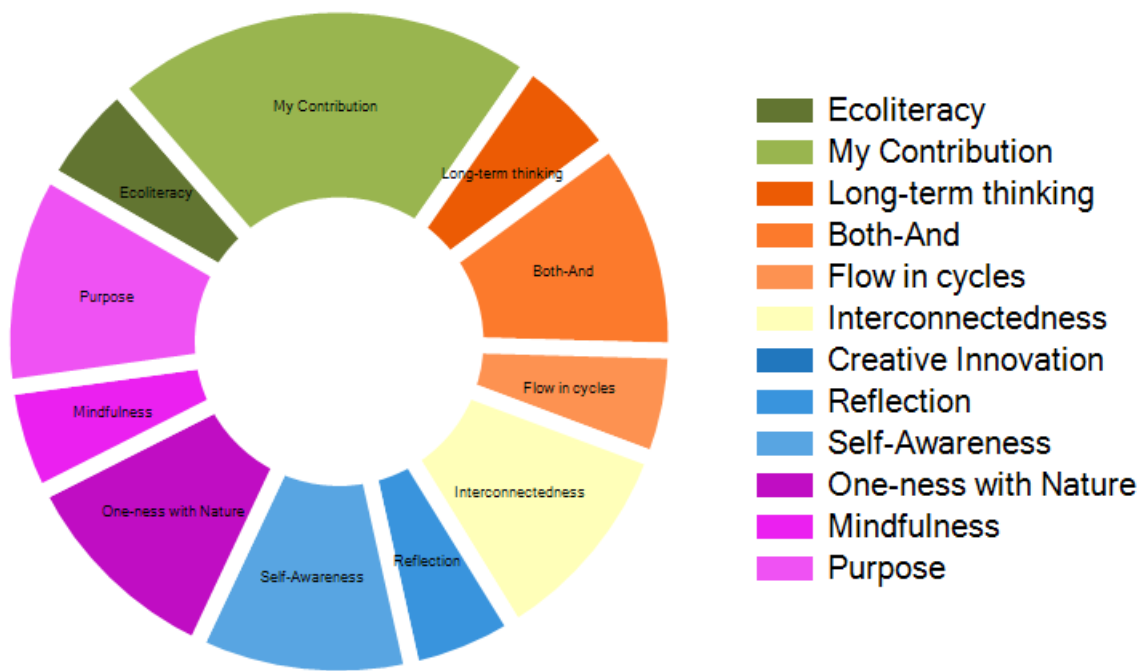 My Contribution
Long-term thinking
Ecoliteracy
Both-And
Purpose
Flow in cycles
Mindfulness
Interconnectedness
One-ness with Nature
Reflection
Self-Awareness
Ecoliteracy
My Contribution
Long-term thinking
Both-And
Flow in cycles
Interconnectedness
Creative Innovation
Reflection
Self-Awareness
One-ness with Nature
Mindfulness
Purpose